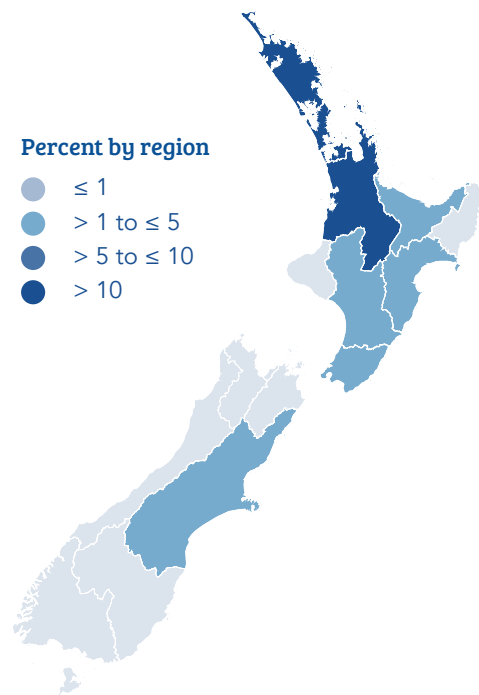 Percent by region
≤ 1
> 1 to ≤ 5
> 5 to ≤ 10
> 10